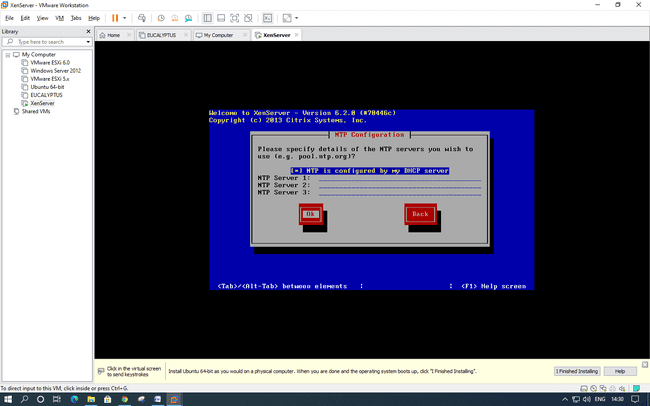 XenServer - VMware Workstation
File Edit View VM Tabs Help
Library
Type here to search
My Computer
VMware ESXi 6.0
Windows Server 2012
VMware ESXi 5.x
Ubuntu 64-bit
EUCALYPTUS
XenServer
Shared VMs
Home EUCALYPTUS My Computer XenServer
Welcome to XenServer - Version 6.2.0 (#70446c)
Copyright (c) 2013 Citrix Systems, Inc.
NTP Configuration
Please specify details of the NTP servers you wish to
use (e.g. pool.ntp.org)?
[*] NTP is configured by my DHCP server
NTP Server 1:
NTP Server 2:
NTP Server 3:
Ok Back
<Tab>/<Alt-Tab> between elements | | <F1> Help screen
Click in the virtual screen
to send keystrokes
Install Ubuntu 64-bit as you would on a physical computer. When you are done and the operating system boots up, click "I Finished Installing".
I Finished Installing Help
To direct input to this VM, click inside or press Ctrl+G.
ENG 14:30